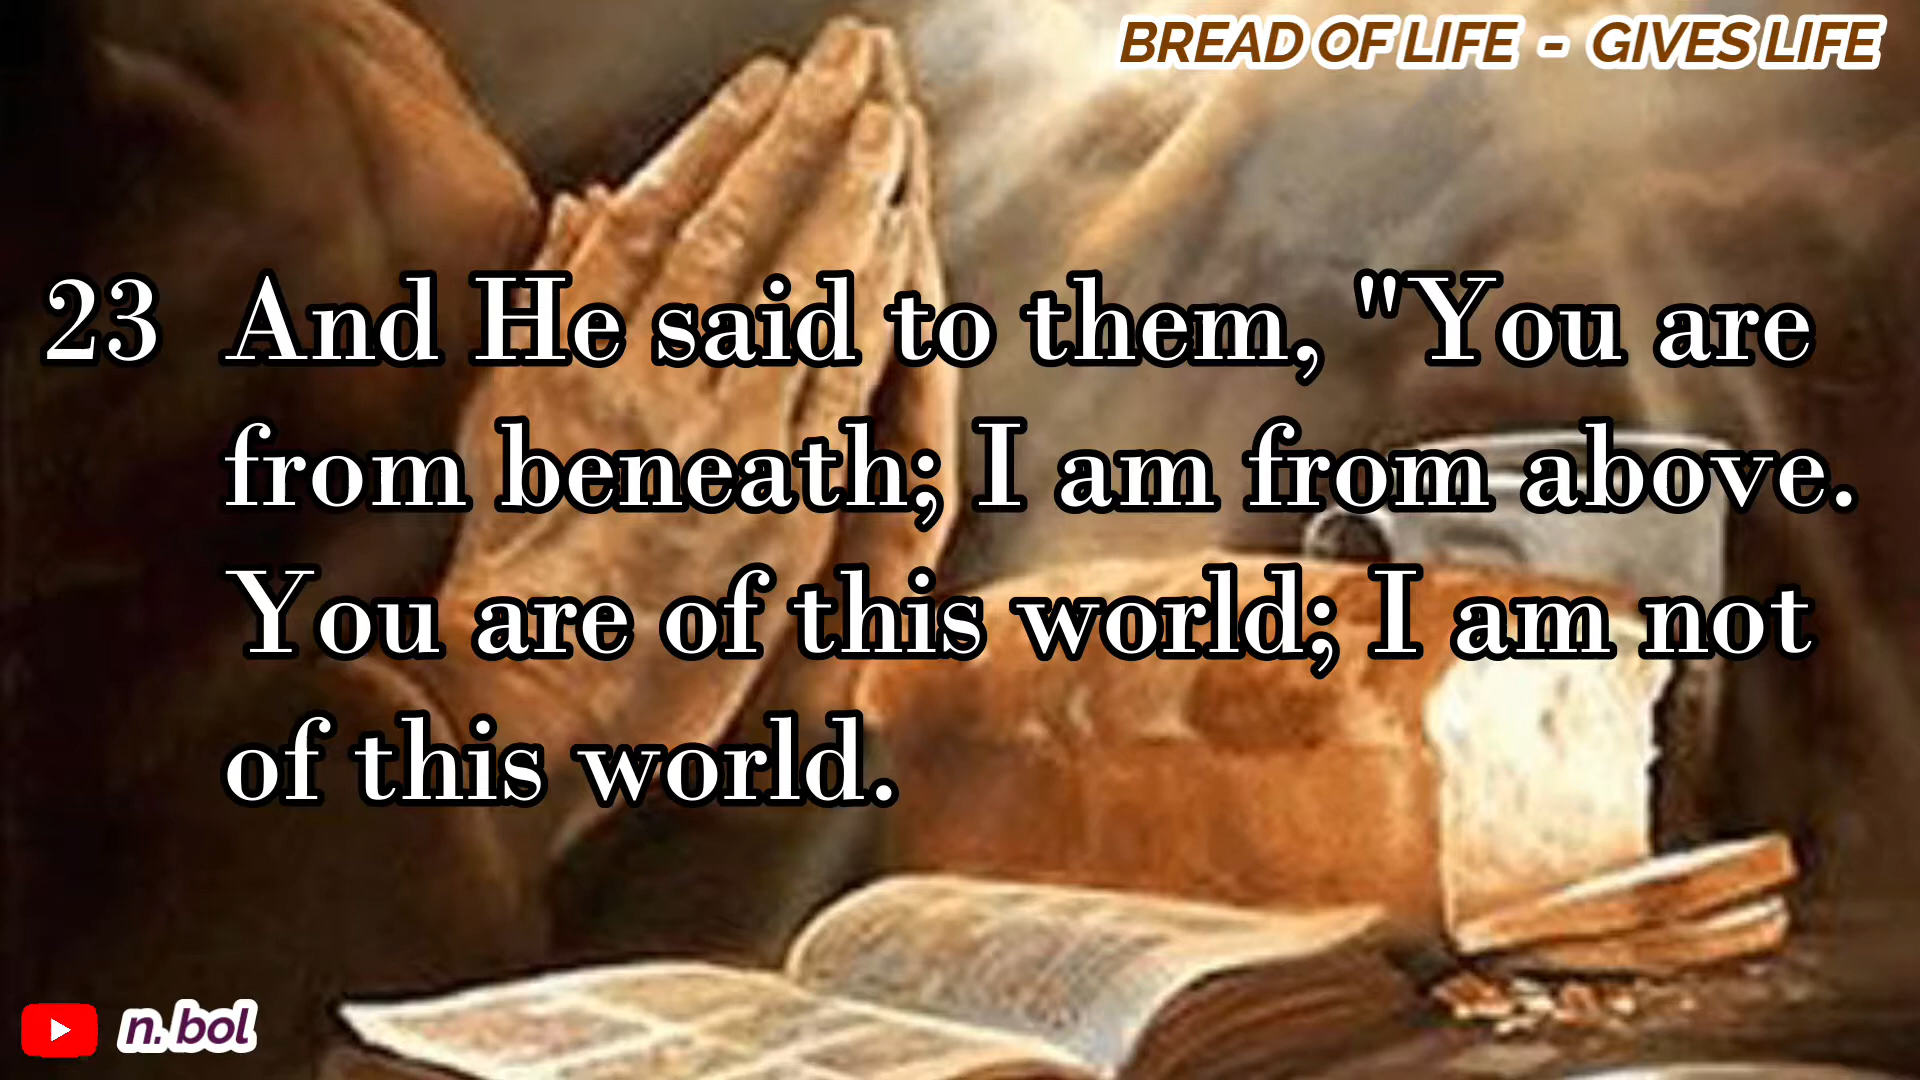 BREAD OF LIFE - GIVES LIFE
23 And He said to them, "You are
from beneath; I am from above.
You are of this world; I am not
of this world.
n. bol